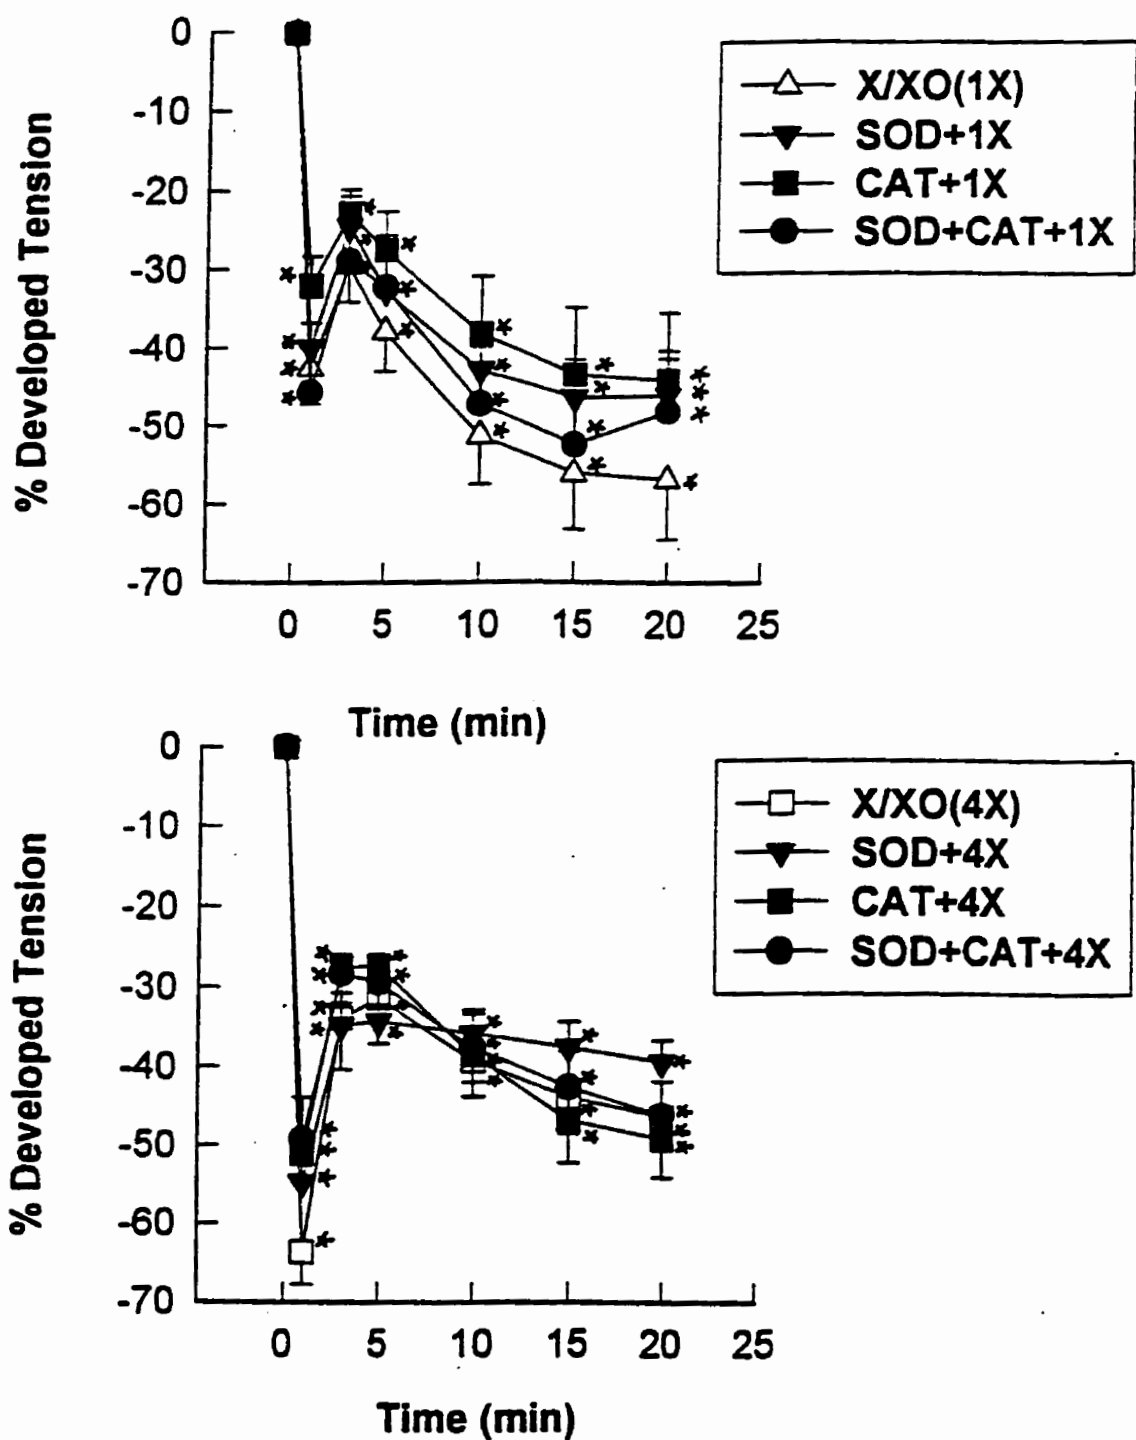 % Developed Tension
0
-10
-20
-30
-40
-50
-60
-70
0 5 10 15 20 25
Time (min)
X/XO(1X)
SOD+1X
CAT+1X
SOD+CAT+1X
% Developed Tension
0
-10
-20
-30
-40
-50
-60
-70
0 5 10 15 20 25
Time (min)
X/XO(4X)
SOD+4X
CAT+4X
SOD+CAT+4X